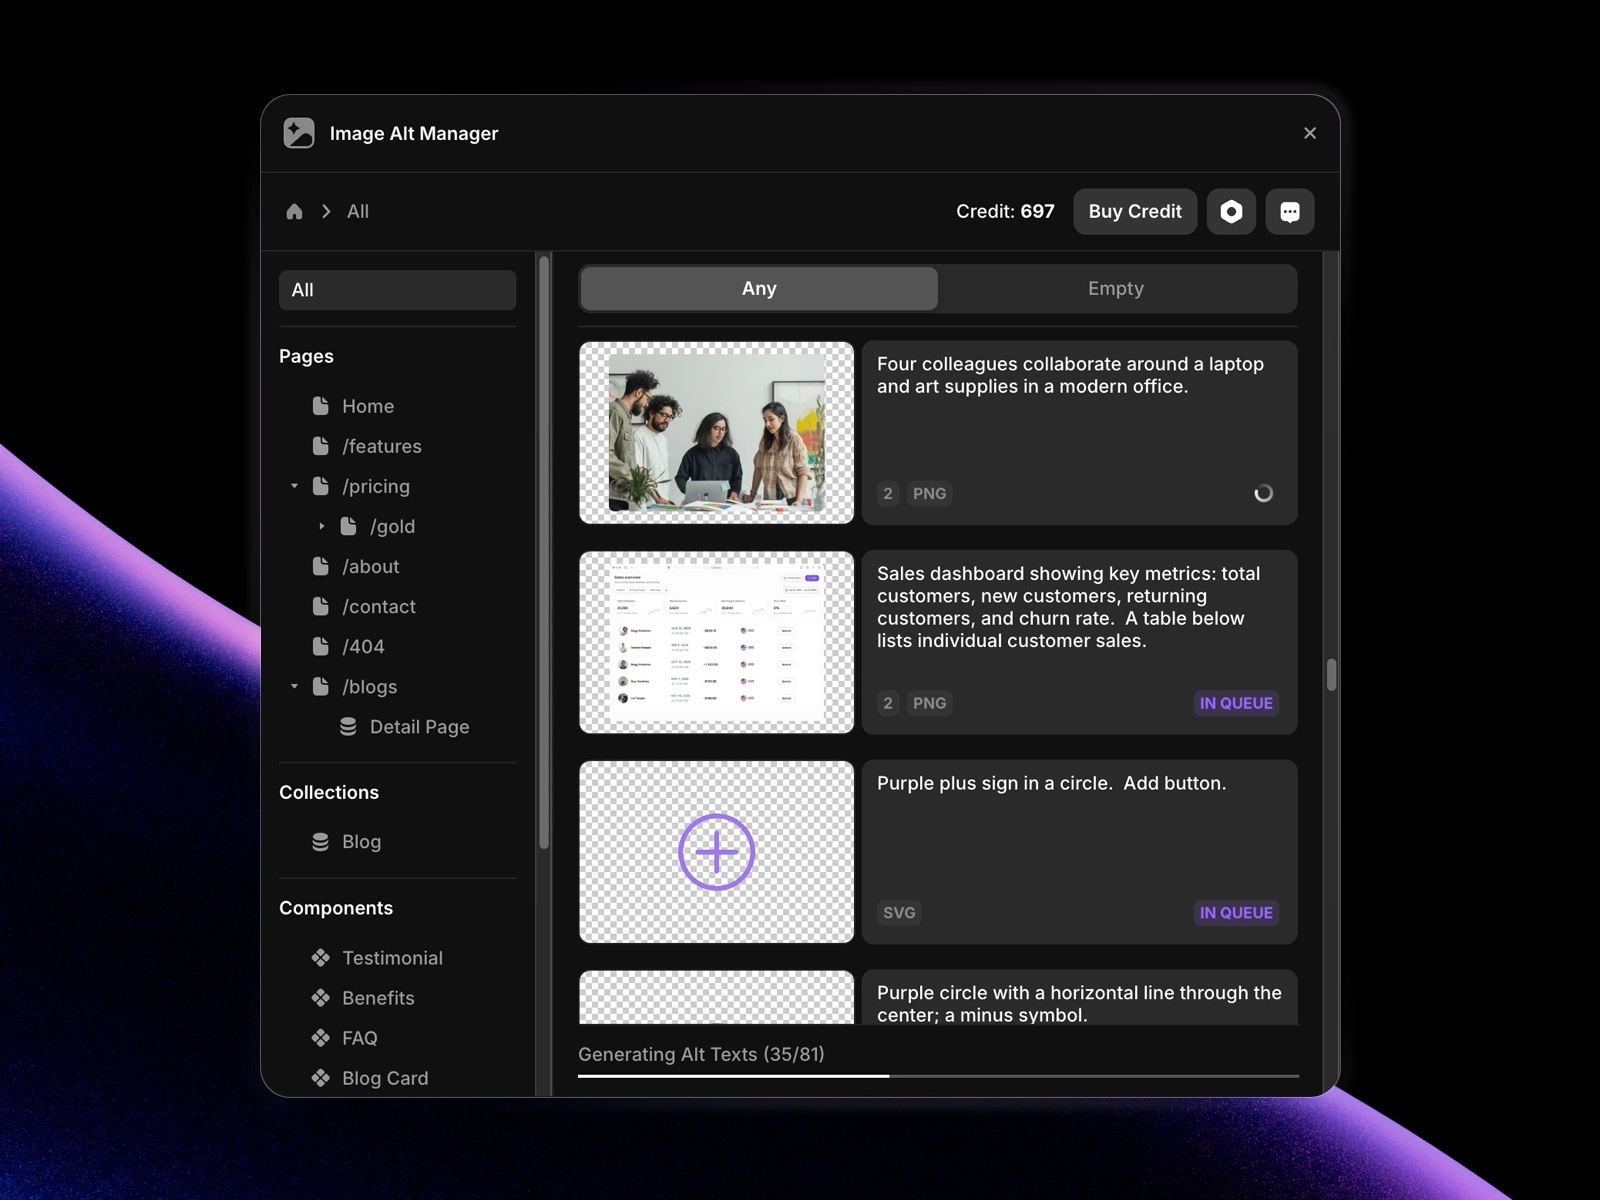 Image Alt Manager
All
Credit: 697
Buy Credit
All
Pages
Home
/features
/pricing
/gold
/about
/contact
/404
/blogs
Detail Page
Collections
Blog
Components
Testimonial
Benefits
FAQ
Blog Card
Any
Empty
Four colleagues collaborate around a laptop
and art supplies in a modern office.
2
PNG
Sales overview
Sales dashboard showing key metrics: total
customers, new customers, returning
customers, and churn rate.  A table below
lists individual customer sales.
2
PNG
IN QUEUE
Purple plus sign in a circle.  Add button.
SVG
IN QUEUE
Purple circle with a horizontal line through the
center; a minus symbol.
Generating Alt Texts (35/81)